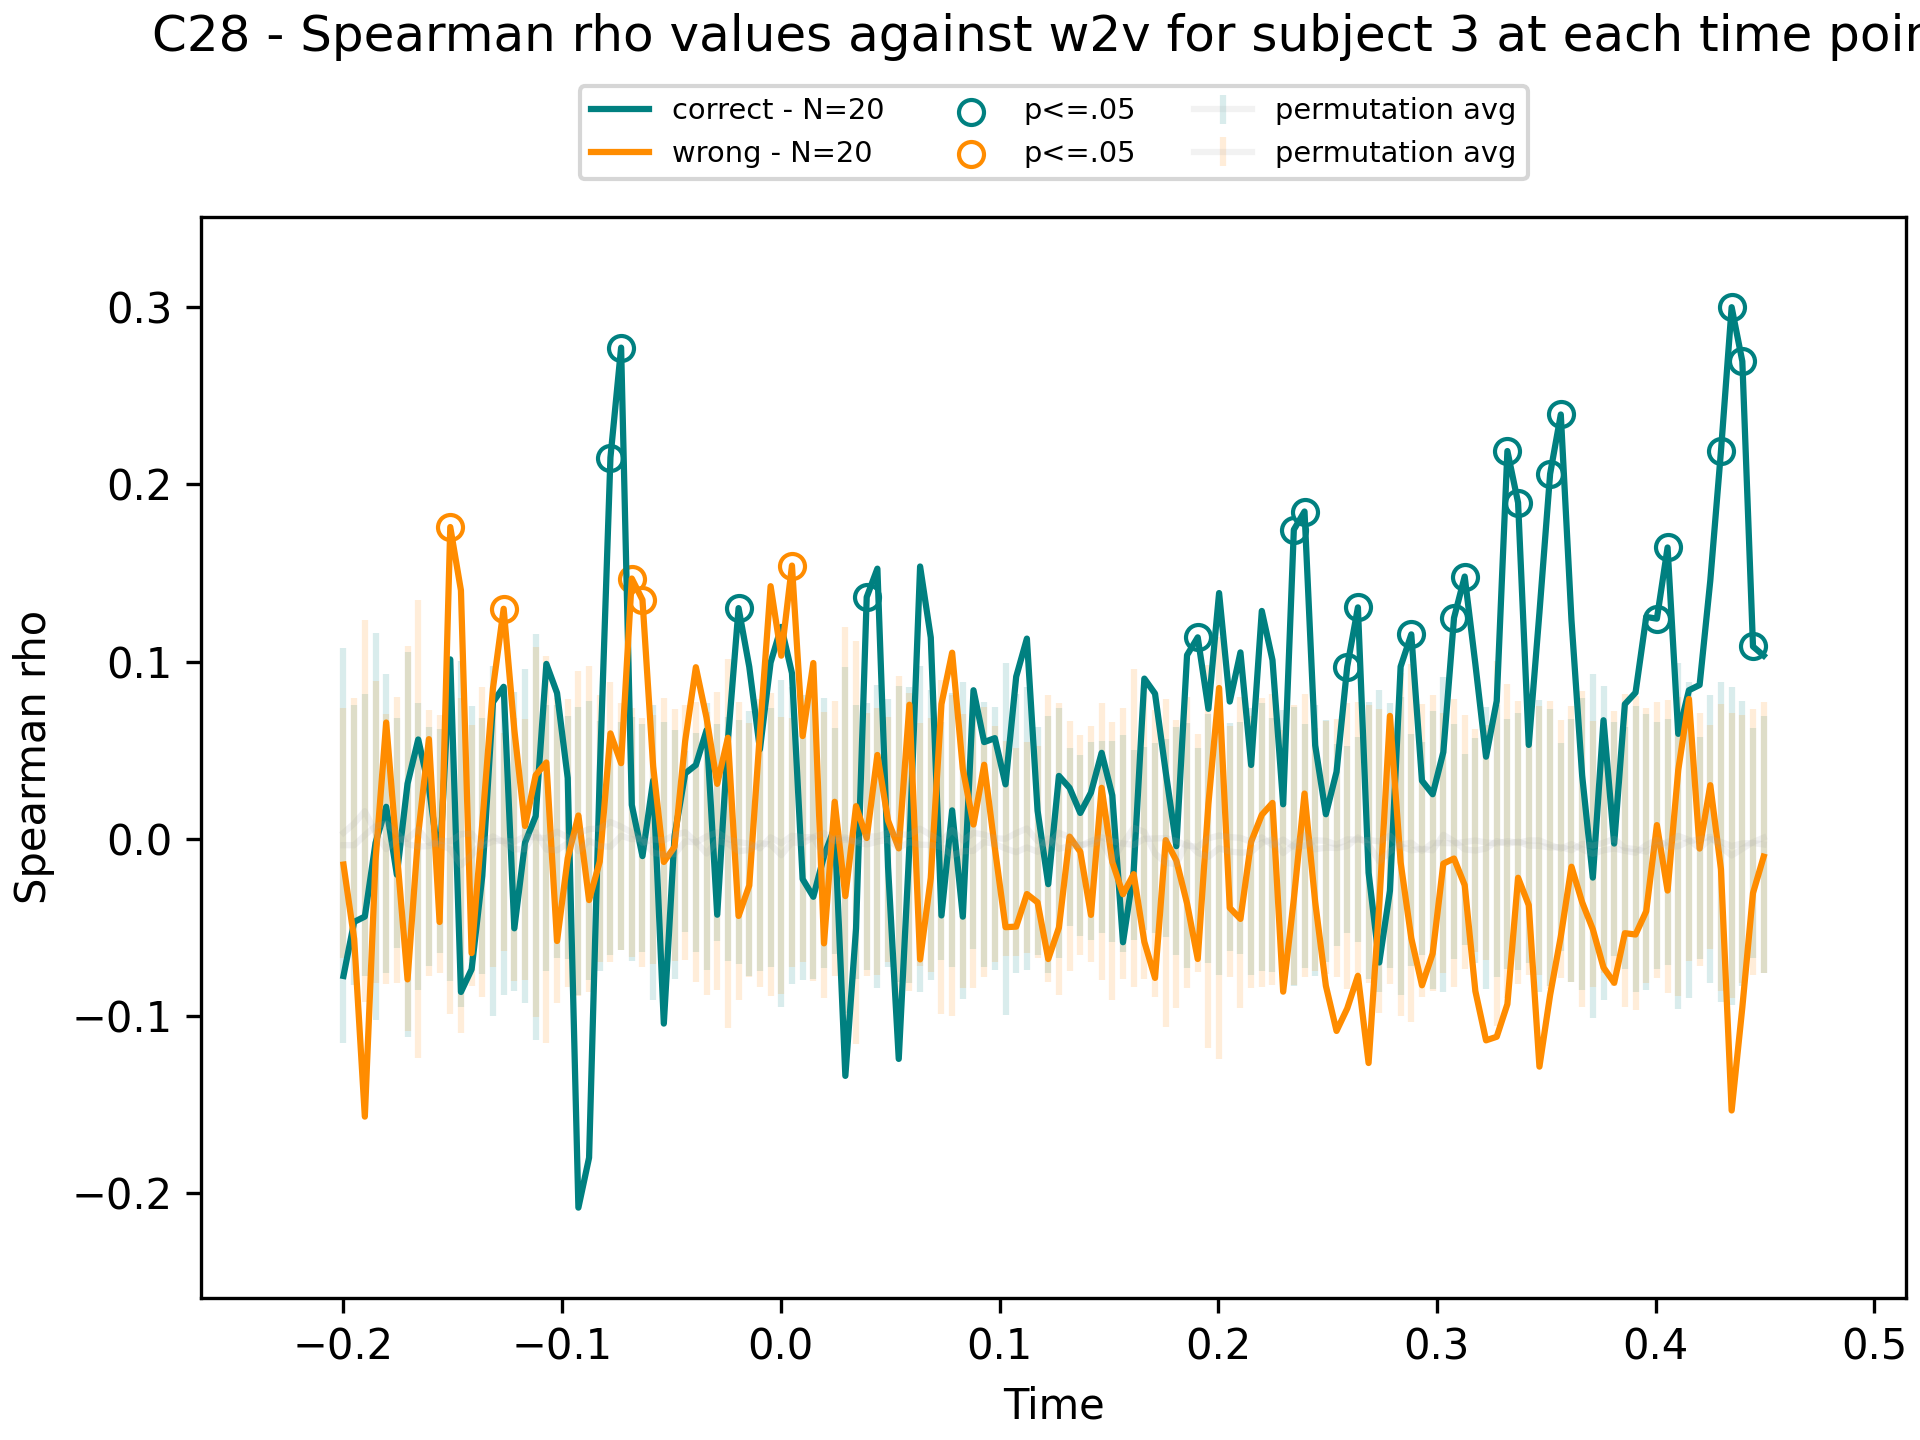 C28 - Spearman rho values against w2v for subject 3 at each time poin
correct - N=20
wrong - N=20
p<=.05
p<=.05
permutation avg
permutation avg
Spearman rho
0.3
0.2
0.1
0.0
−0.1
−0.2
−0.2 −0.1 0.0 0.1 0.2 0.3 0.4 0.5
Time